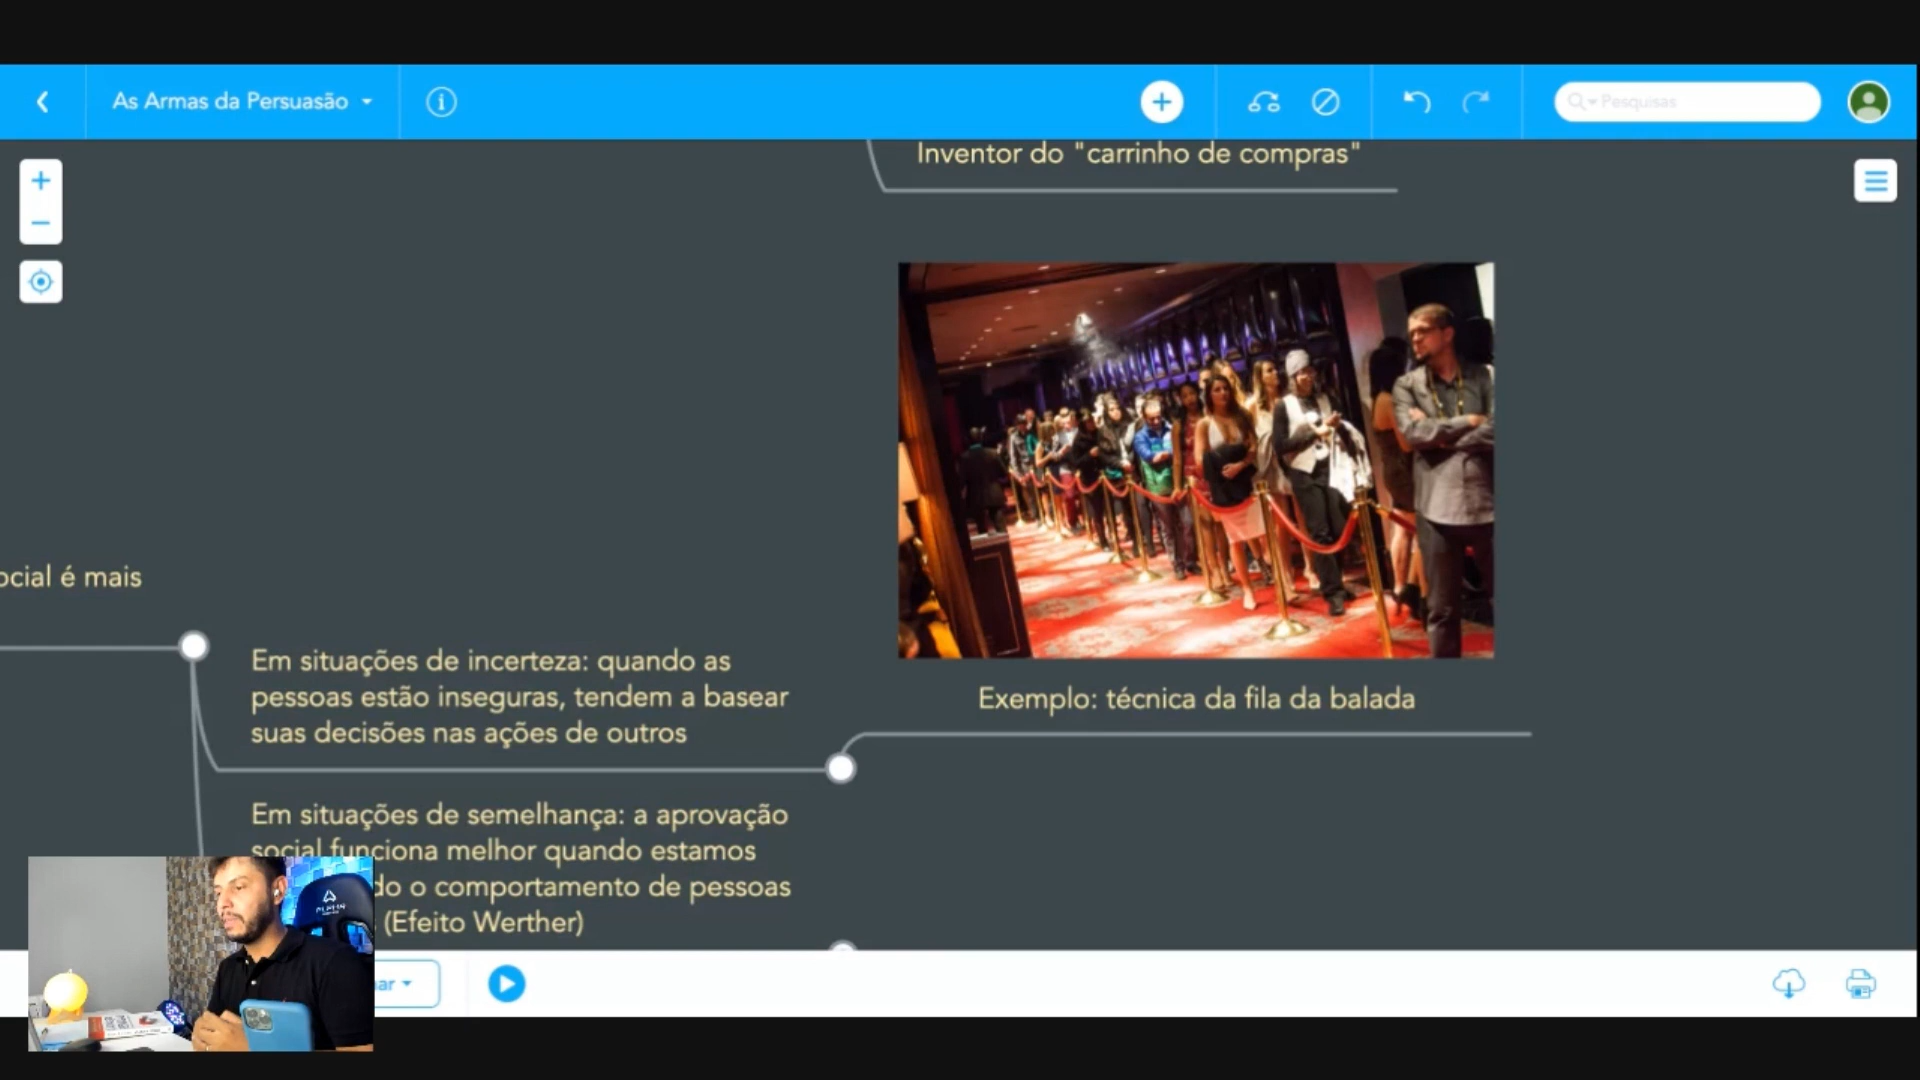 As Armas da Persuasão
Pesquisas
Inventor do "carrinho de compras"
Exemplo: técnica da fila da balada
ocial é mais
Em situações de incerteza: quando as
pessoas estão inseguras, tendem a basear
suas decisões nas ações de outros
Em situações de semelhança: a aprovação
social funciona melhor quando estamos
do o comportamento de pessoas
(Efeito Werther)
ar